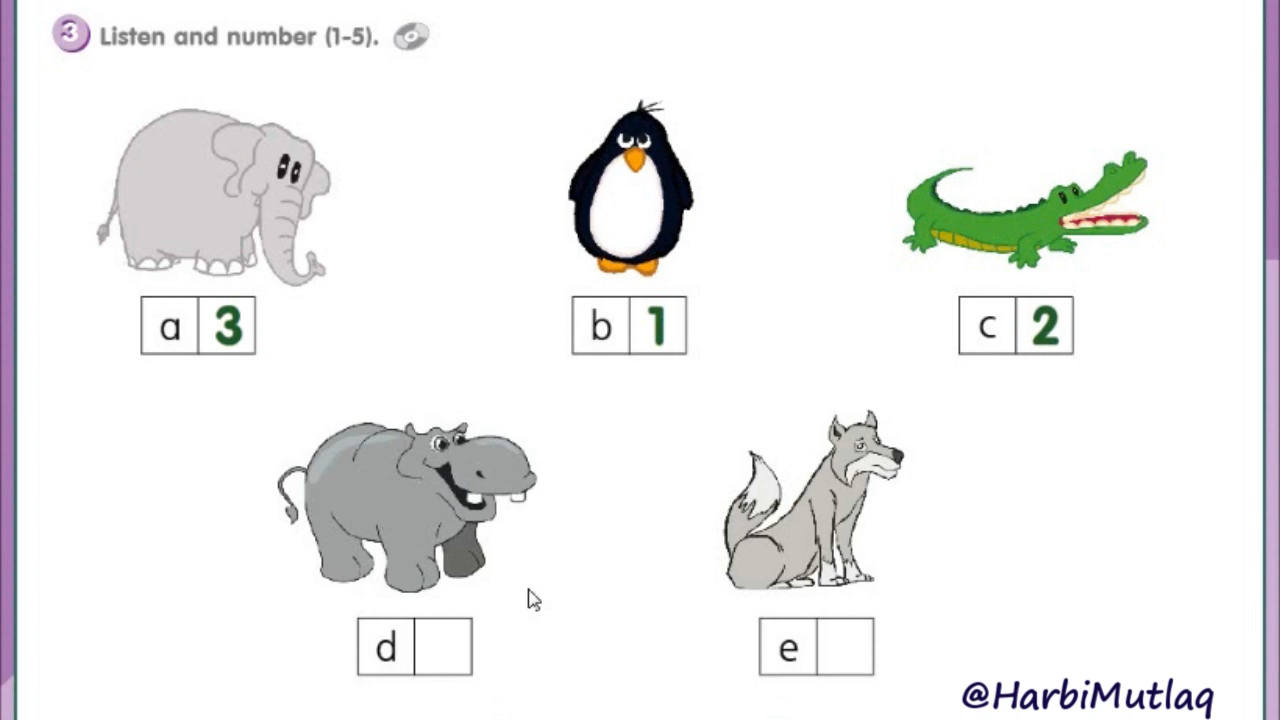 3 Listen and number (1-5).
a 3
b 1
c 2
d
e
@HarbiMutlaq